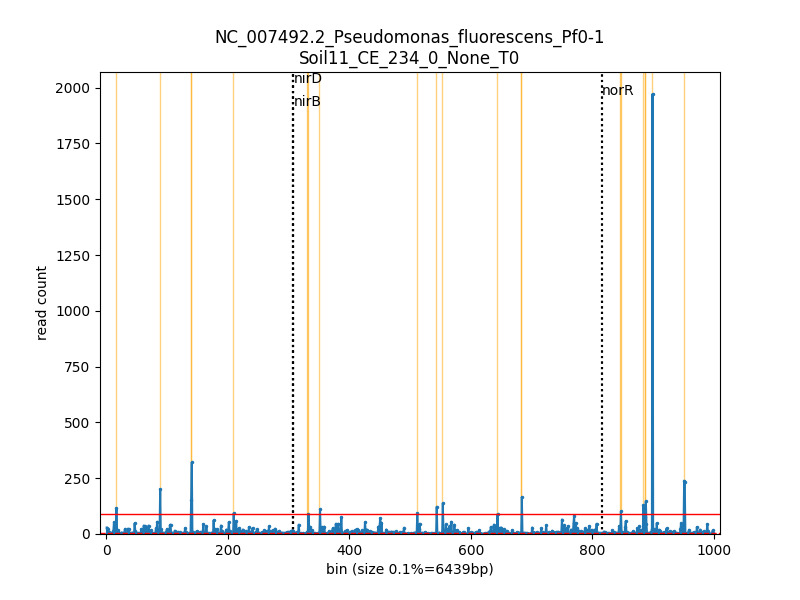 NC_007492.2_Pseudomonas_fluorescens_Pf0-1
Soil11_CE_234_0_None_T0
nirD
nirB
norR
read count
2000
1750
1500
1250
1000
750
500
250
0
0 200 400 600 800 1000
bin (size 0.1%=6439bp)